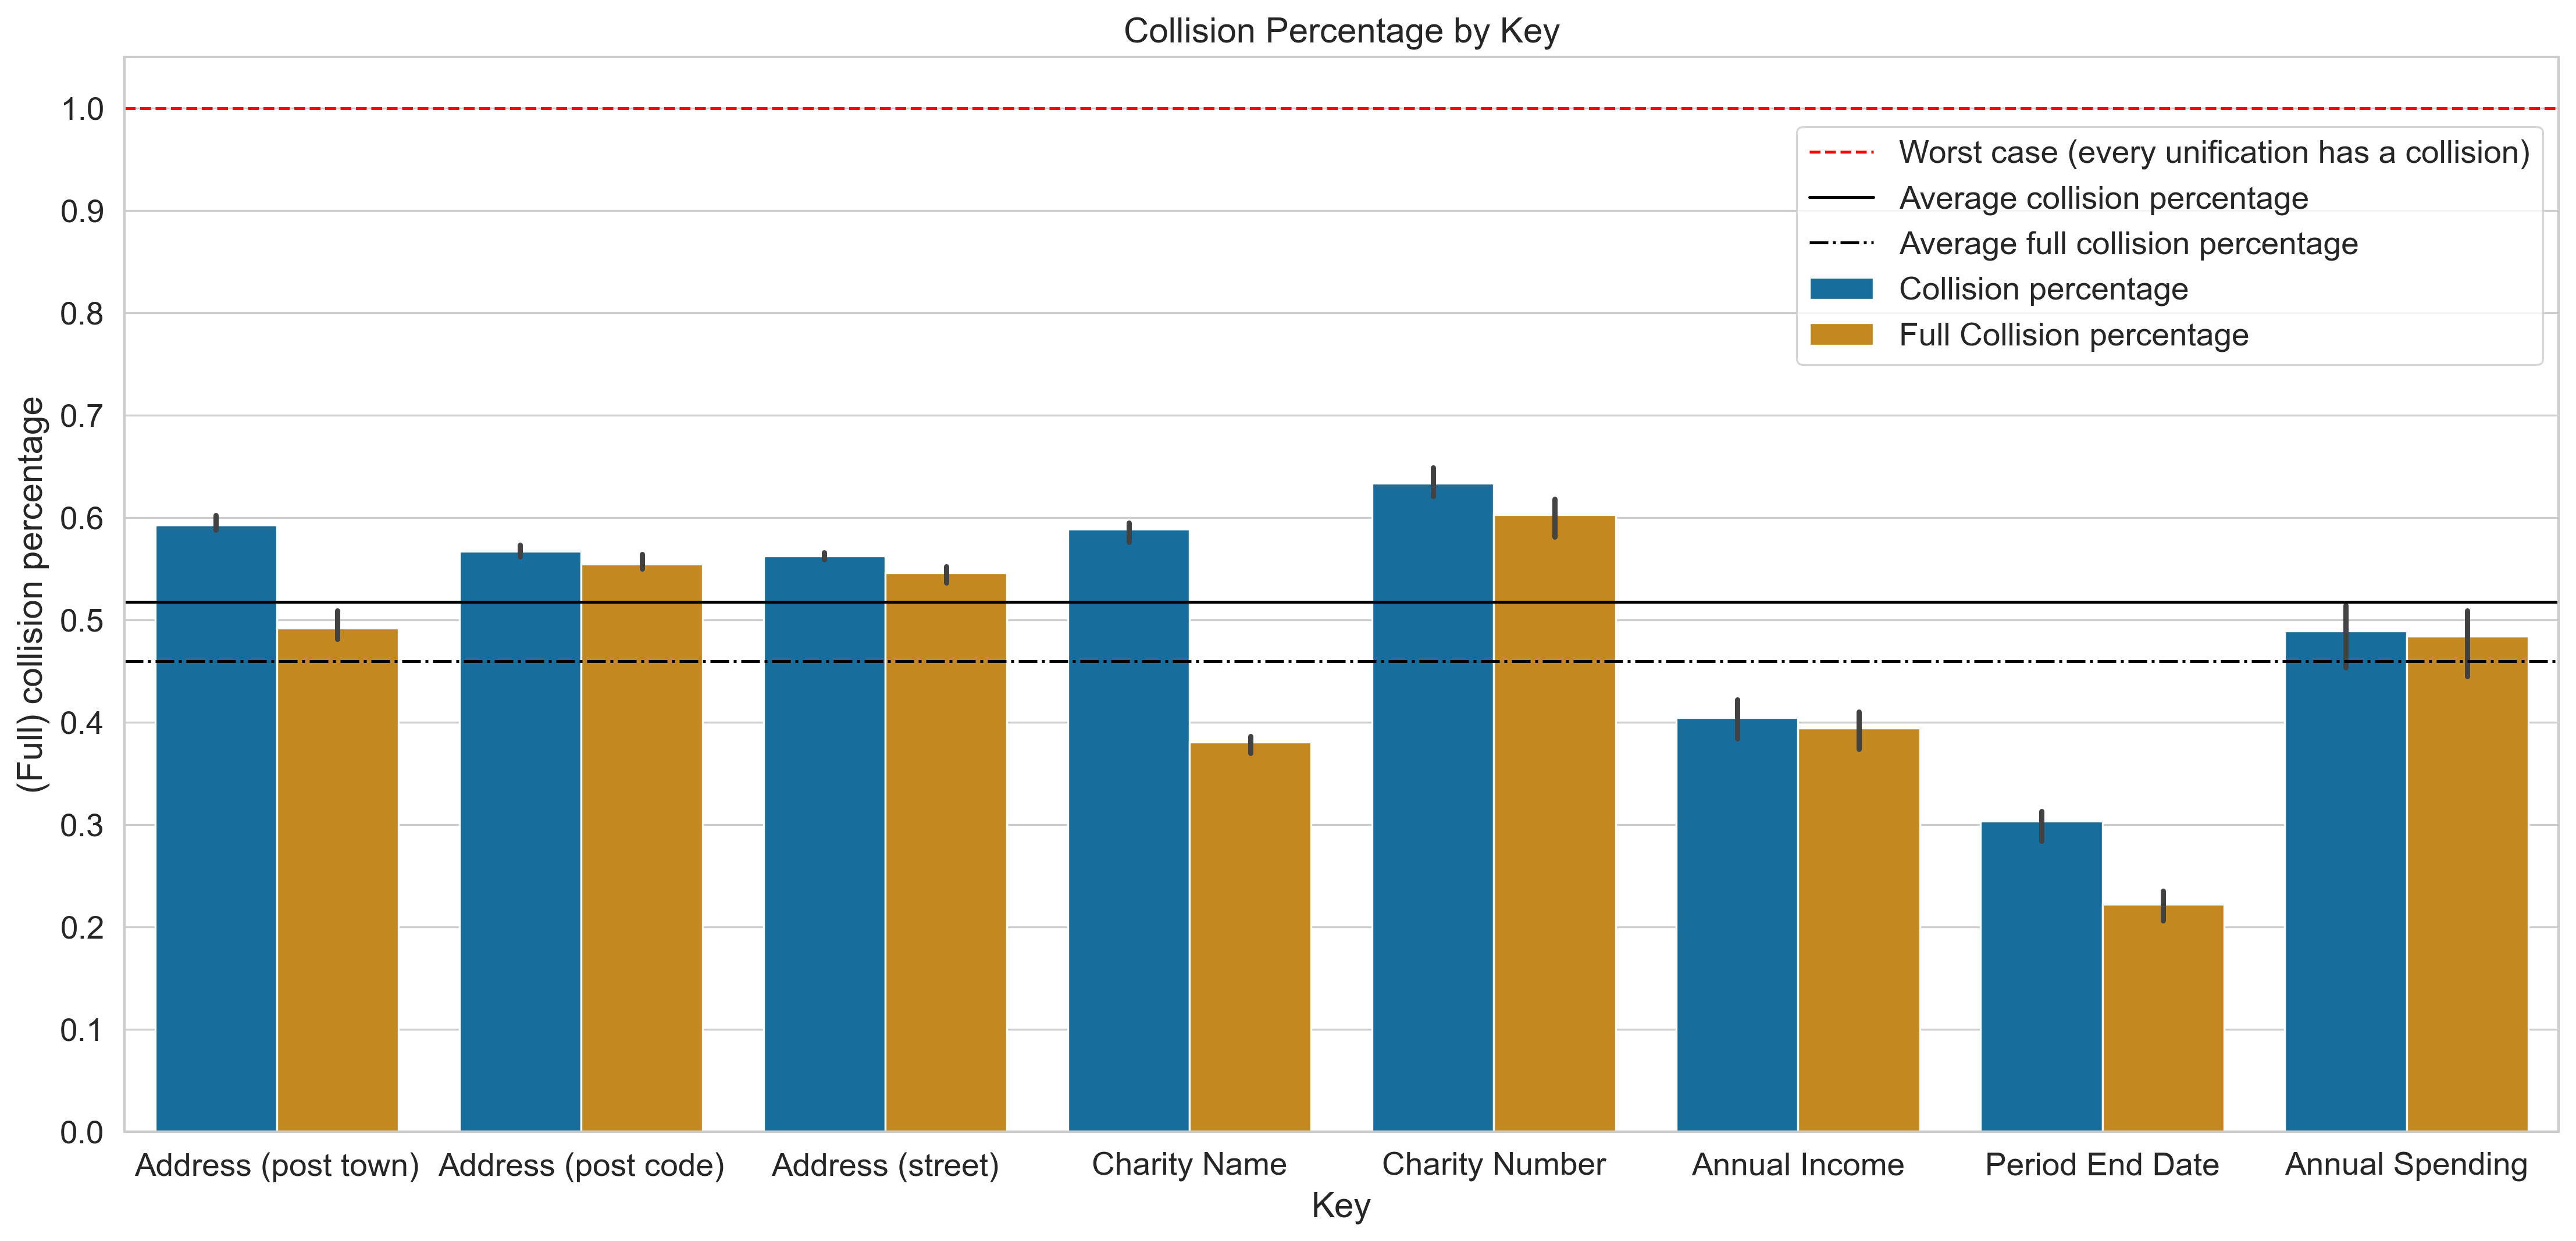 Collision Percentage by Key
1.0
0.9
0.8
0.7
0.6
0.5
0.4
0.3
0.2
0.1
0.0
(Full) collision percentage
Worst case (every unification has a collision)
Average collision percentage
Average full collision percentage
Collision percentage
Full Collision percentage
Address (post town)
Address (post code)
Address (street)
Charity Name
Charity Number
Annual Income
Period End Date
Annual Spending
Key